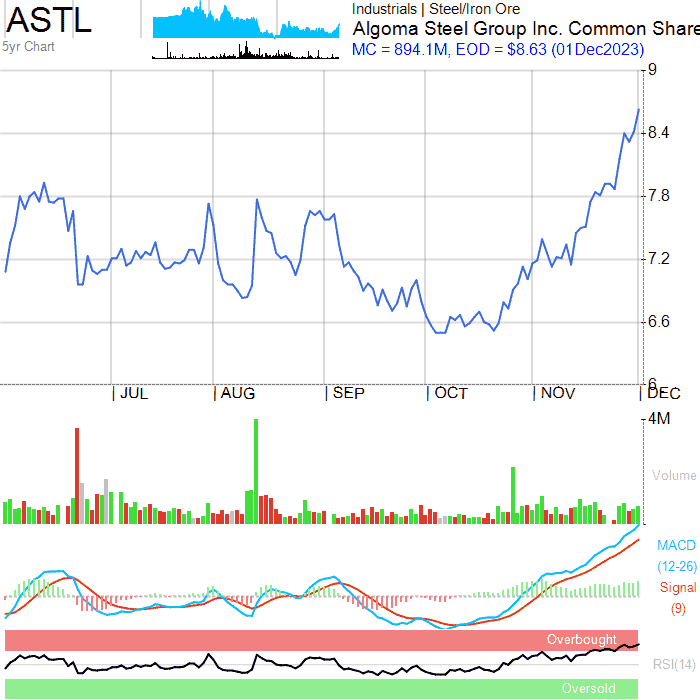 ASTL
5yr Chart
Industrials | Steel/Iron Ore
Algoma Steel Group Inc. Common Share
MC = 894.1M, EOD = $8.63 (01Dec2023)
9
8.4
7.8
7.2
6.6
6
JUL
AUG
SEP
OCT
NOV
DEC
4M
Volume
MACD
(12-26)
Signal
(9)
Overbought
RSI(14)
Oversold